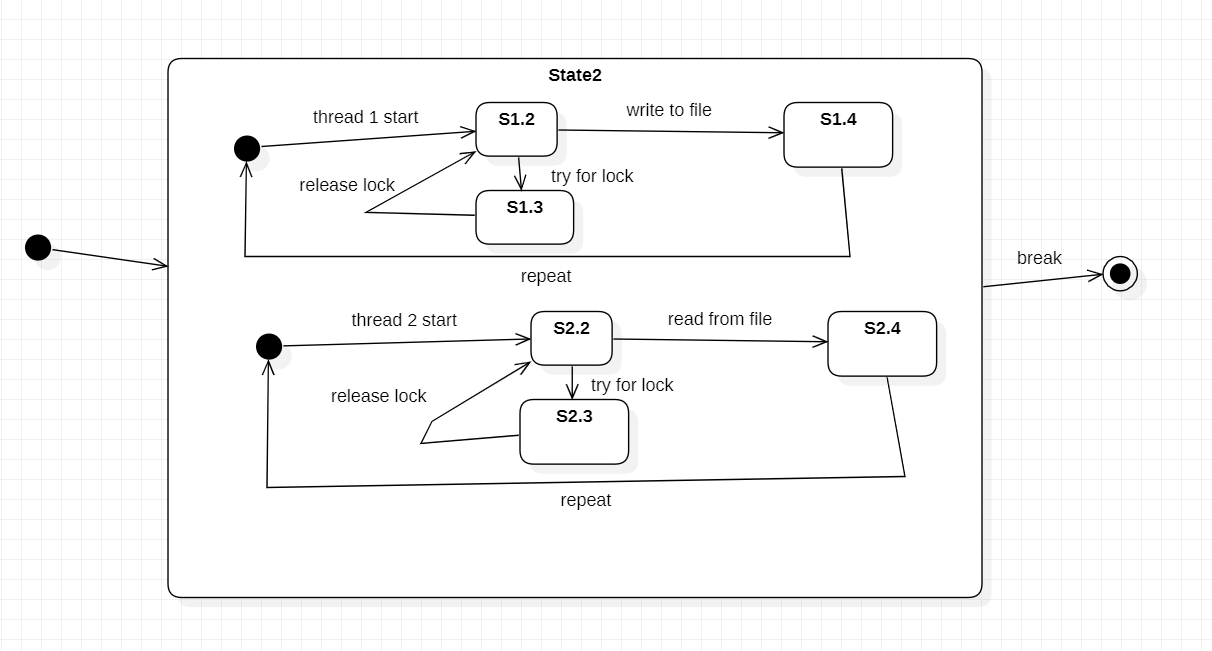 State2
thread 1 start
S1.2
write to file
S1.4
release lock
try for lock
S1.3
repeat
break
thread 2 start
S2.2
read from file
S2.4
release lock
try for lock
S2.3
repeat